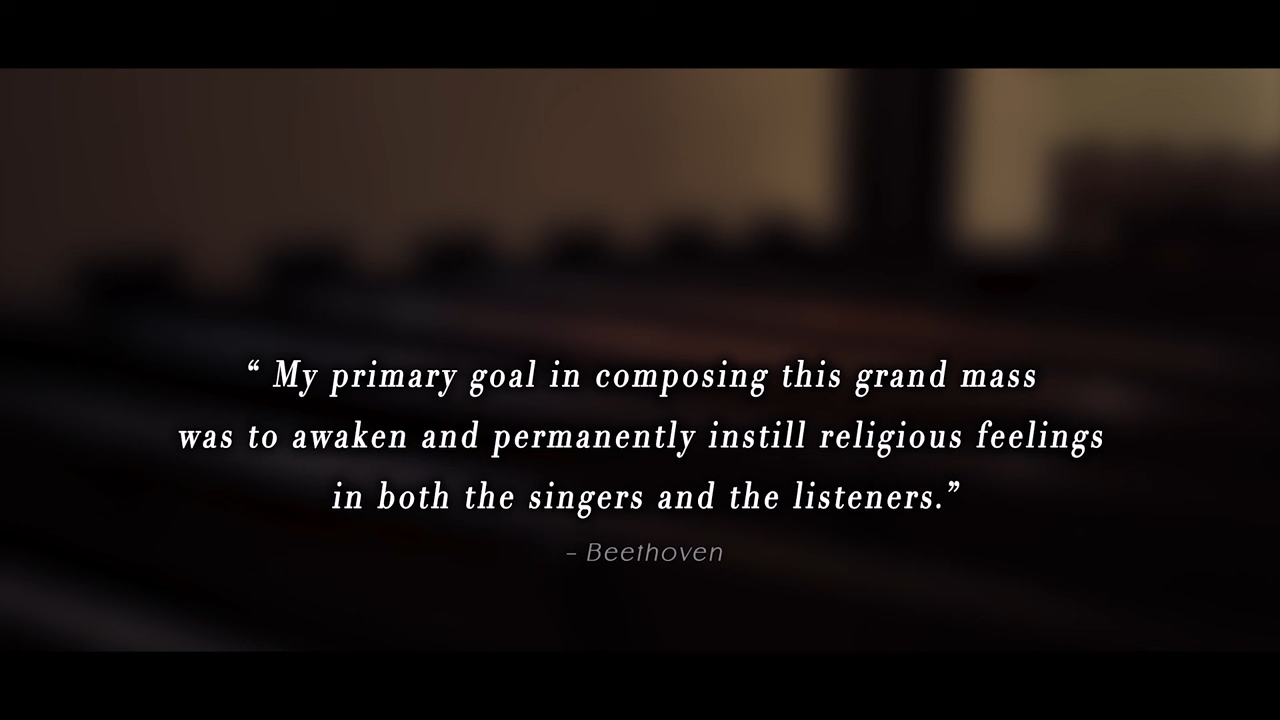 “ My primary goal in composing this grand mass
was to awaken and permanently instill religious feelings
in both the singers and the listeners.”
– Beethoven